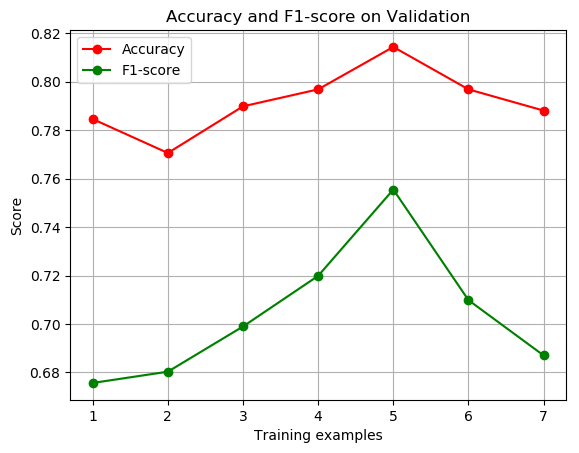 Accuracy and F1-score on Validation
Accuracy
F1-score
0.82
0.80
0.78
0.76
0.74
0.72
0.70
0.68
Score
1 2 3 4 5 6 7
Training examples